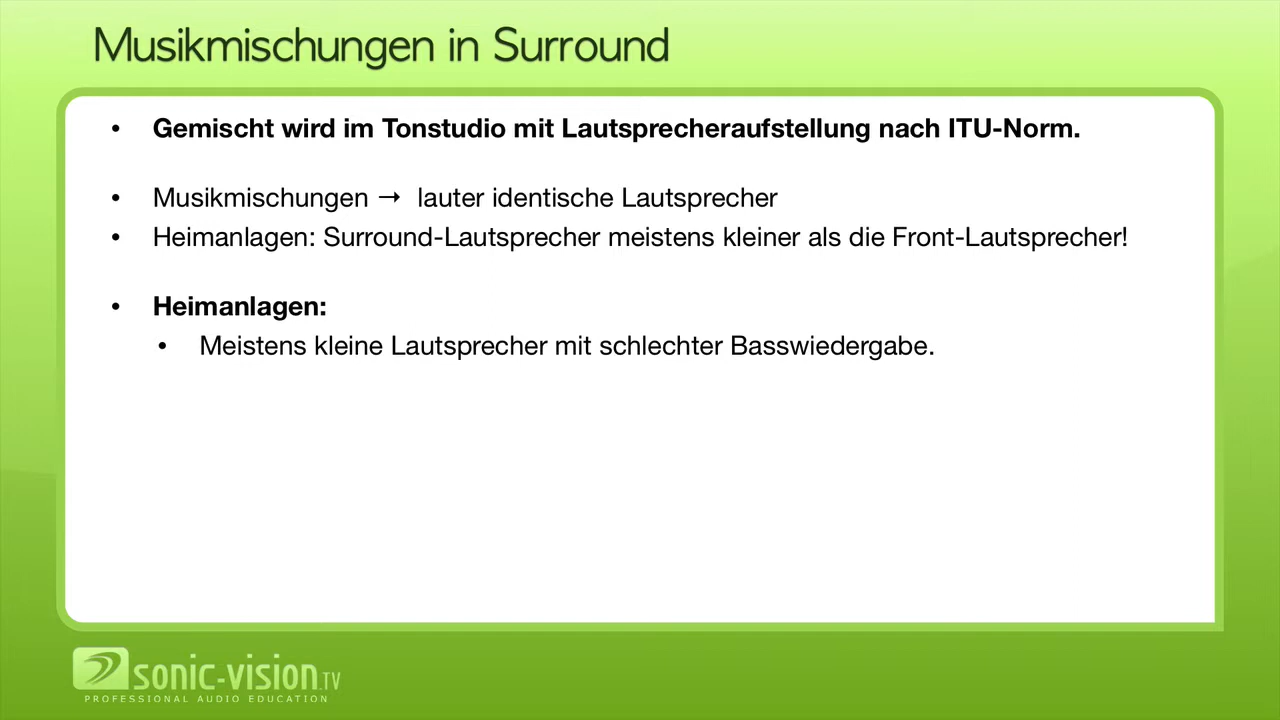 Musikmischungen in Surround
• Gemischt wird im Tonstudio mit Lautsprecheraufstellung nach ITU-Norm.
• Musikmischungen → lauter identische Lautsprecher
• Heimanlagen: Surround-Lautsprecher meistens kleiner als die Front-Lautsprecher!
• Heimanlagen:
• Meistens kleine Lautsprecher mit schlechter Basswiedergabe.
sonic-vision.TV
PROFESSIONAL AUDIO EDUCATION